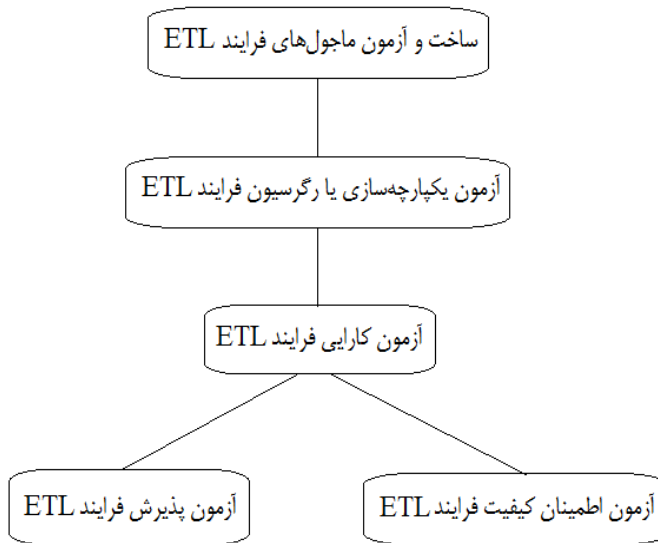 ساخت و آزمون ماجول‌های فرایند ETL
آزمون یکپارچه‌سازی یا رگرسیون فرایند ETL
آزمون کارایی فرایند ETL
آزمون اطمینان کیفیت فرایند ETL
آزمون پذیرش فرایند ETL